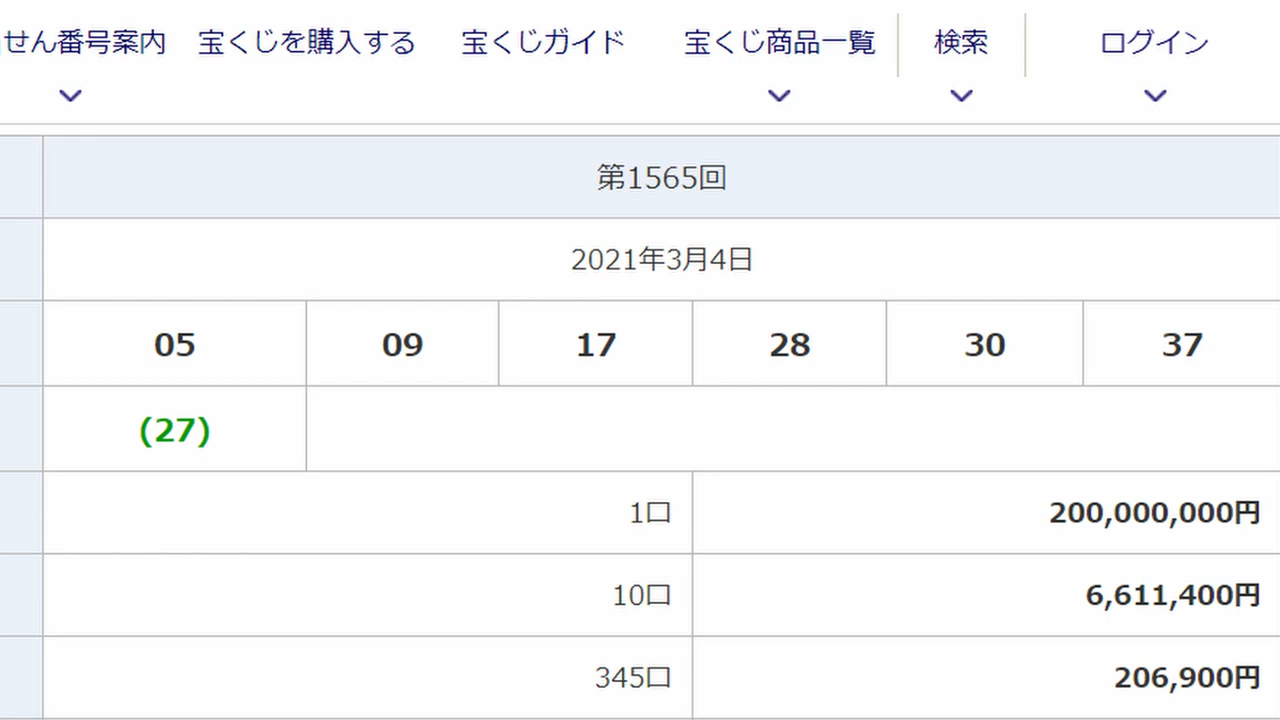 せん番号案内 宝くじを購入する 宝くじガイド 宝くじ商品一覧 検索 ログイン
第1565回
2021年3月4日
05 09 17 28 30 37
(27)
1口 200,000,000円
10口 6,611,400円
345口 206,900円